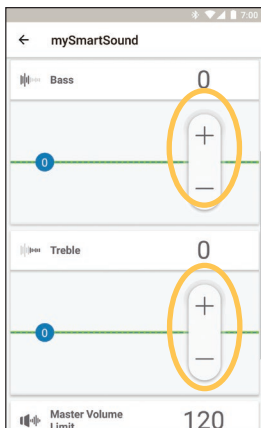 7:00
← mySmartSound
Bass 0
+
0
–
Treble 0
+
0
–
Master Volume 120
Limit